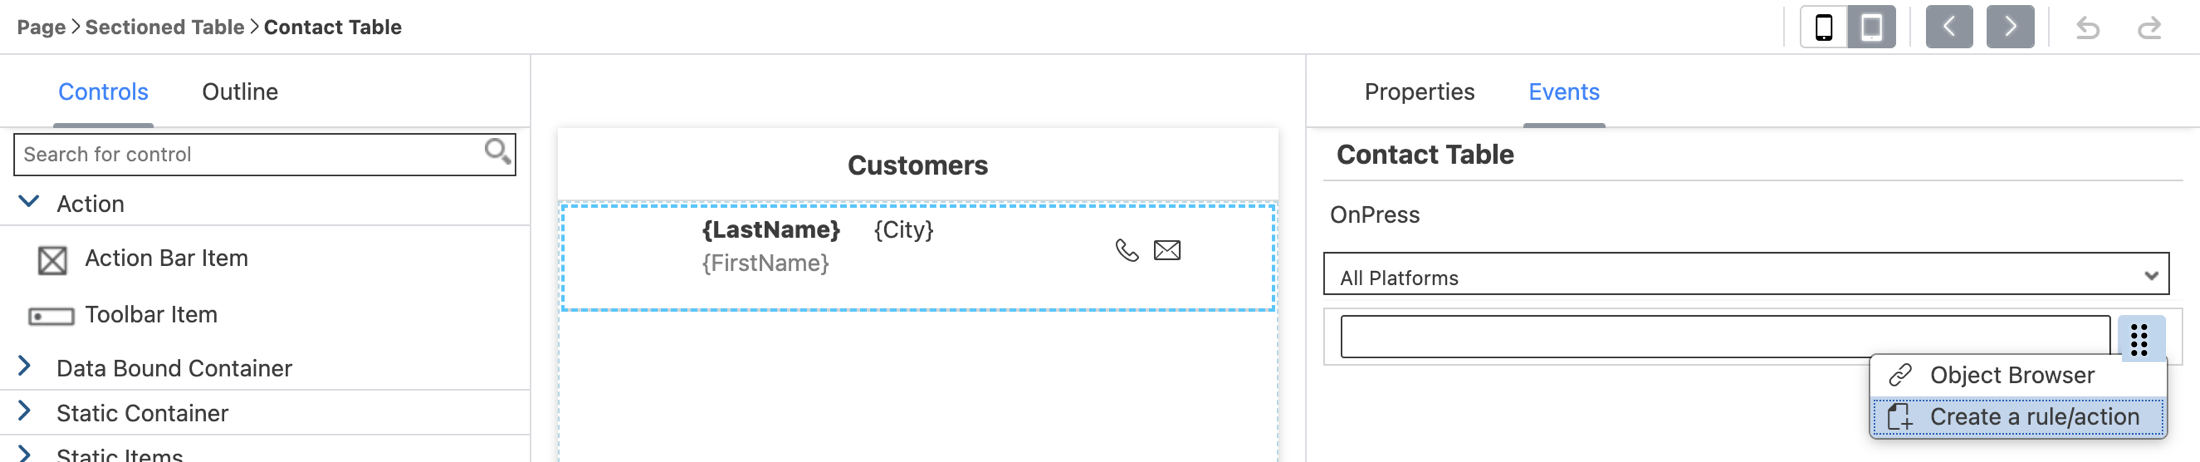 Page > Sectioned Table > Contact Table
Controls
Outline
Search for control
Action
Action Bar Item
Toolbar Item
Data Bound Container
Static Container
Static Items
Customers
{LastName} {City}
{FirstName}
Properties
Events
Contact Table
OnPress
All Platforms
Object Browser
Create a rule/action